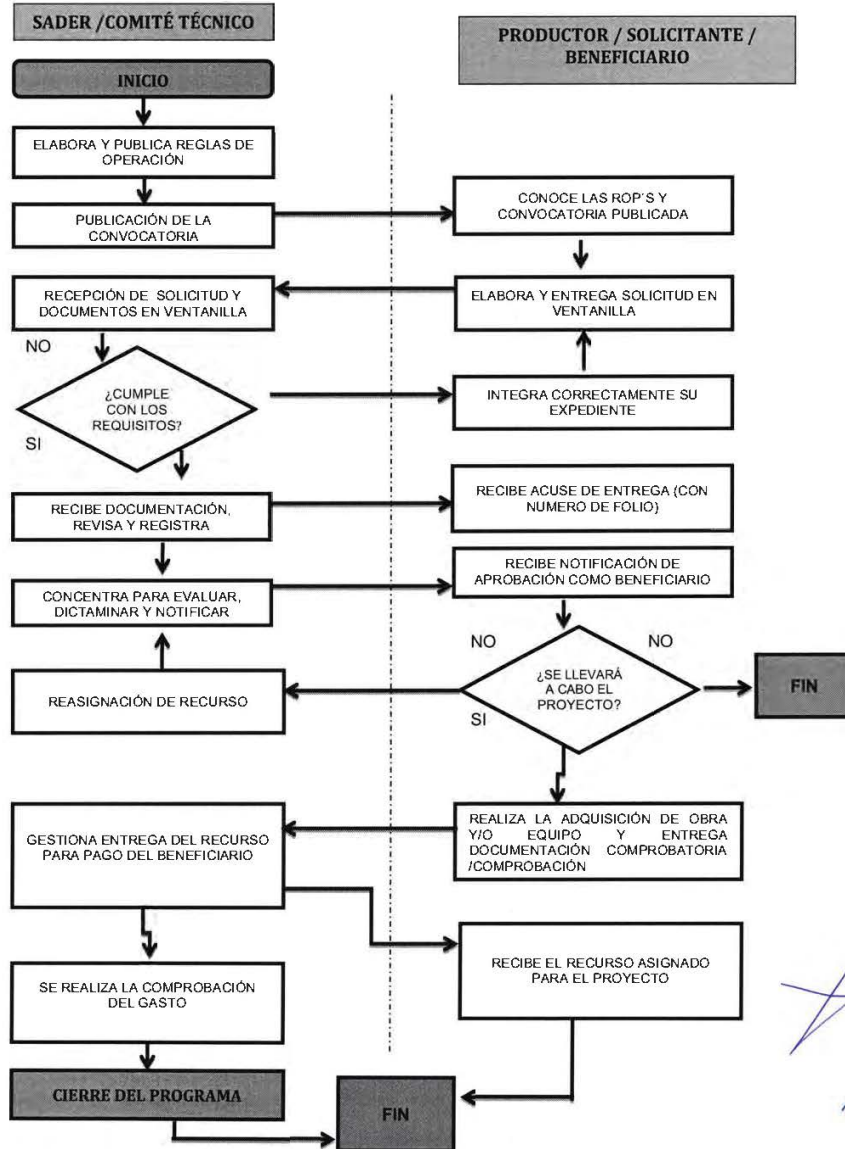 SADER /COMITÉ TÉCNICO
PRODUCTOR / SOLICITANTE /
BENEFICIARIO
INICIO
ELABORA Y PUBLICA REGLAS DE
OPERACIÓN
PUBLICACIÓN DE LA
CONVOCATORIA
CONOCE LAS ROP´S Y
CONVOCATORIA PUBLICADA
RECEPCIÓN DE SOLICITUD Y
DOCUMENTOS EN VENTANILLA
ELABORA Y ENTREGA SOLICITUD EN
VENTANILLA
NO
¿CUMPLE
CON LOS
REQUISITOS?
SI
INTEGRA CORRECTAMENTE SU
EXPEDIENTE
RECIBE DOCUMENTACIÓN,
REVISA Y REGISTRA
RECIBE ACUSE DE ENTREGA (CON
NUMERO DE FOLIO)
CONCENTRA PARA EVALUAR,
DICTAMINAR Y NOTIFICAR
RECIBE NOTIFICACIÓN DE
APROBACIÓN COMO BENEFICIARIO
NO
NO
REASIGNACIÓN DE RECURSO
¿SE LLEVARÁ
A CABO EL
PROYECTO?
SI
FIN
GESTIONA ENTREGA DEL RECURSO
PARA PAGO DEL BENEFICIARIO
REALIZA LA ADQUISICIÓN DE OBRA
Y/O EQUIPO Y ENTREGA
DOCUMENTACIÓN COMPROBATORIA
/COMPROBACIÓN
SE REALIZA LA COMPROBACIÓN
DEL GASTO
RECIBE EL RECURSO ASIGNADO
PARA EL PROYECTO
CIERRE DEL PROGRAMA
FIN